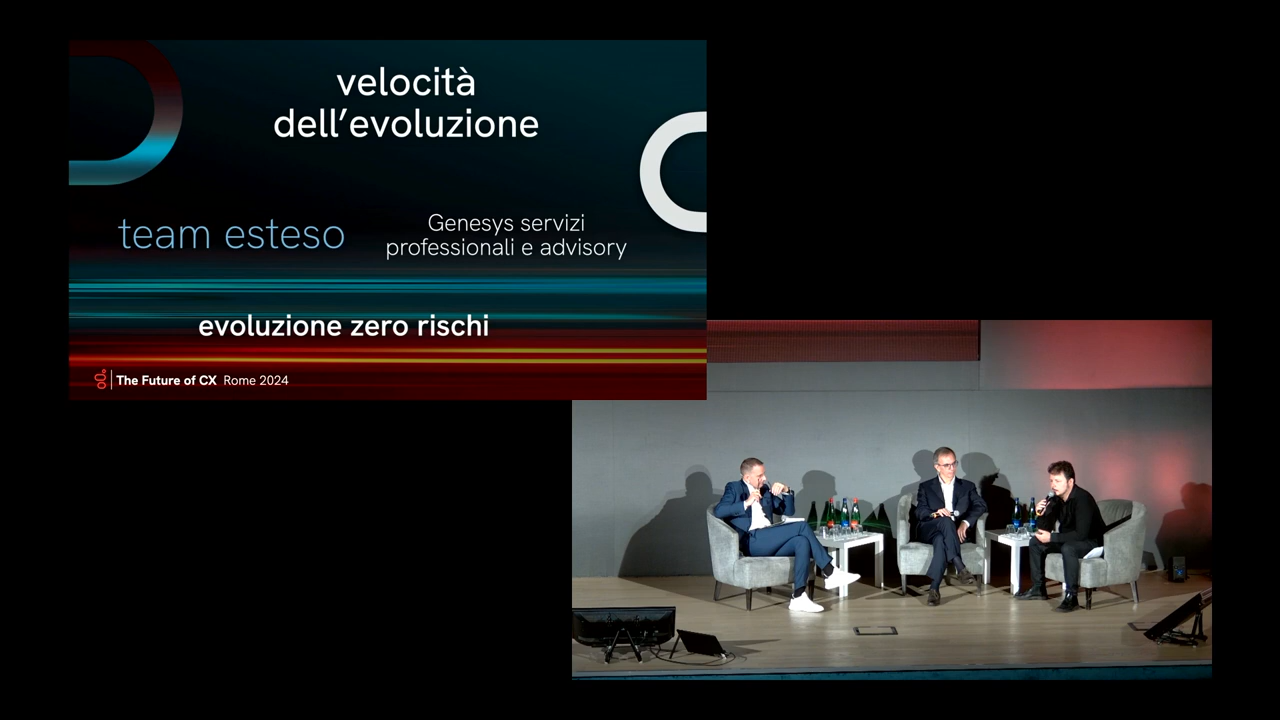 velocità
dell’evoluzione
team esteso
Genesys servizi
professionali e advisory
evoluzione zero rischi
The Future of CX Rome 2024